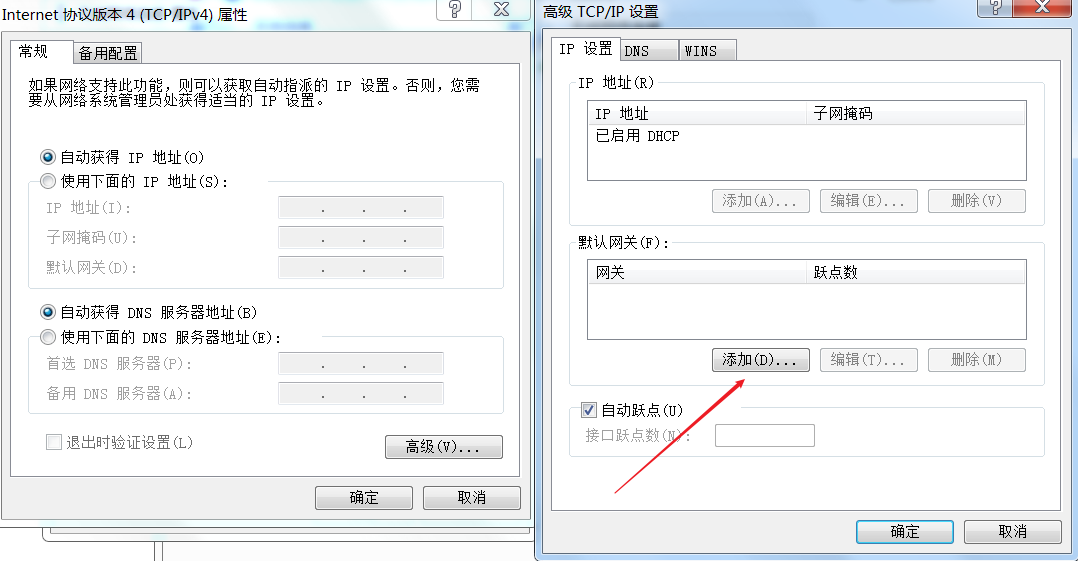 Internet 协议版本 4 (TCP/IPv4) 属性
常规
备用配置
如果网络支持此功能，则可以获取自动指派的 IP 设置。否则，您需
要从网络系统管理员处获得适当的 IP 设置。
自动获得 IP 地址(O)
使用下面的 IP 地址(S):
IP 地址(I):
子网掩码(U):
默认网关(D):
自动获得 DNS 服务器地址(B)
使用下面的 DNS 服务器地址(E):
首选 DNS 服务器(P):
备用 DNS 服务器(A):
退出时验证设置(L)
高级(V)...
确定
取消
高级 TCP/IP 设置
IP 设置
DNS
WINS
IP 地址(R)
IP 地址
子网掩码
已启用 DHCP
添加(A)...
编辑(E)...
删除(V)
默认网关(F):
网关
跃点数
添加(D)...
编辑(T)...
删除(M)
自动跃点(U)
接口跃点数(N):
确定
取消